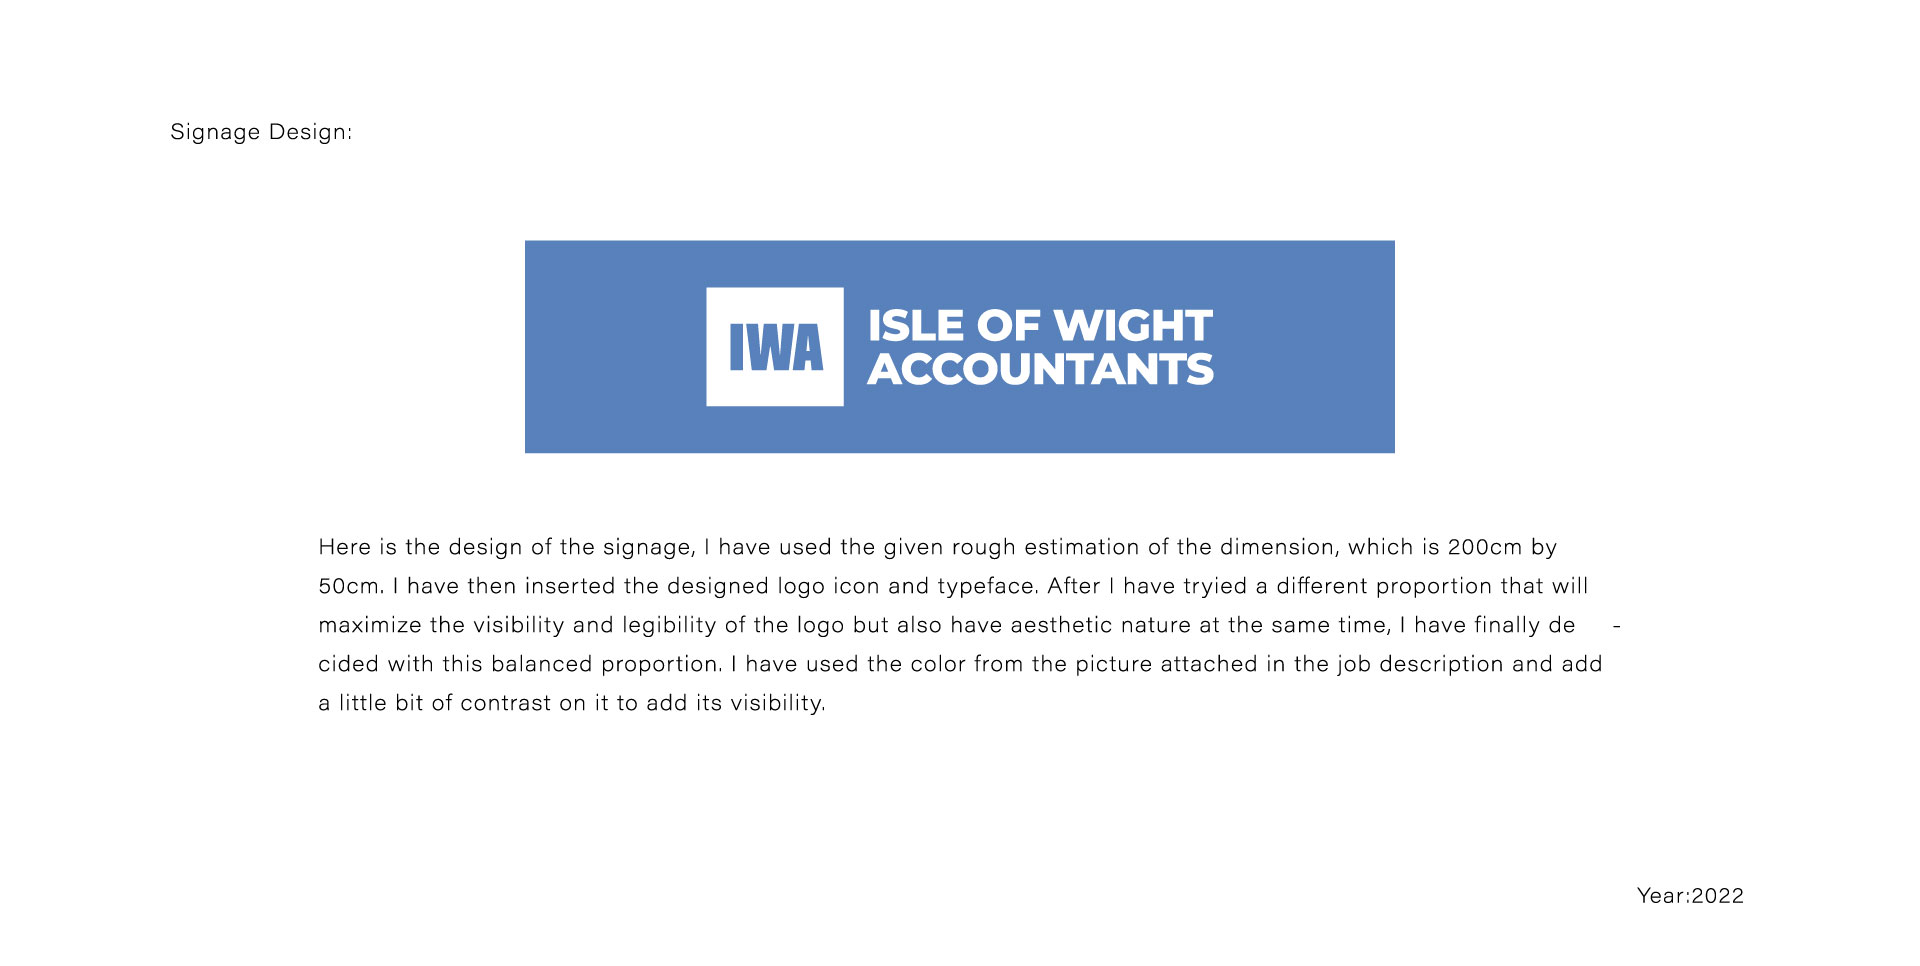 Signage Design:
IWA
ISLE OF WIGHT
ACCOUNTANTS
Here is the design of the signage, I have used the given rough estimation of the dimension, which is 200cm by
50cm. I have then inserted the designed logo icon and typeface. After I have tryied a different proportion that will
maximize the visibility and legibility of the logo but also have aesthetic nature at the same time, I have finally de -
cided with this balanced proportion. I have used the color from the picture attached in the job description and add
a little bit of contrast on it to add its visibility.
Year:2022